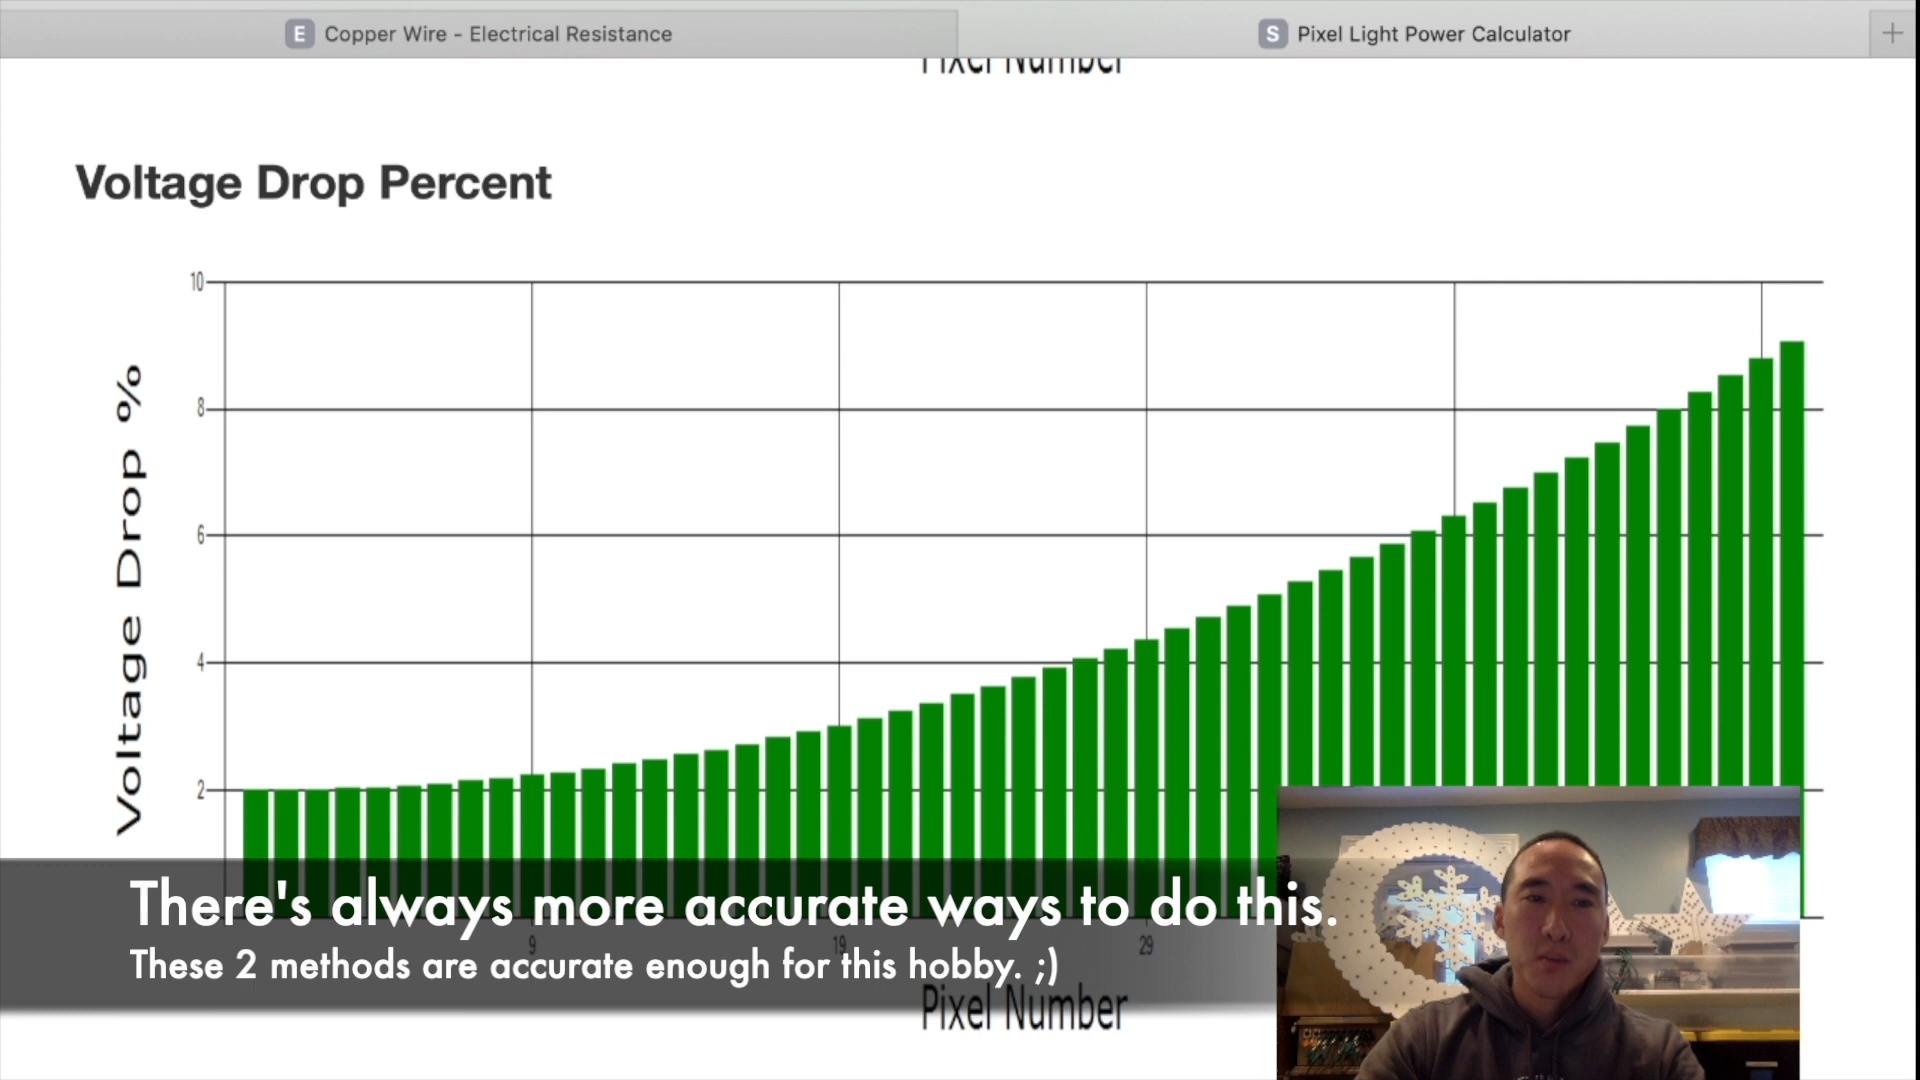 E Copper Wire - Electrical Resistance
S Pixel Light Power Calculator
Pixel Number
Voltage Drop Percent
Voltage Drop %
10
8
6
4
2
There's always more accurate ways to do this.
9 19 29
These 2 methods are accurate enough for this hobby. ;)
Pixel Number